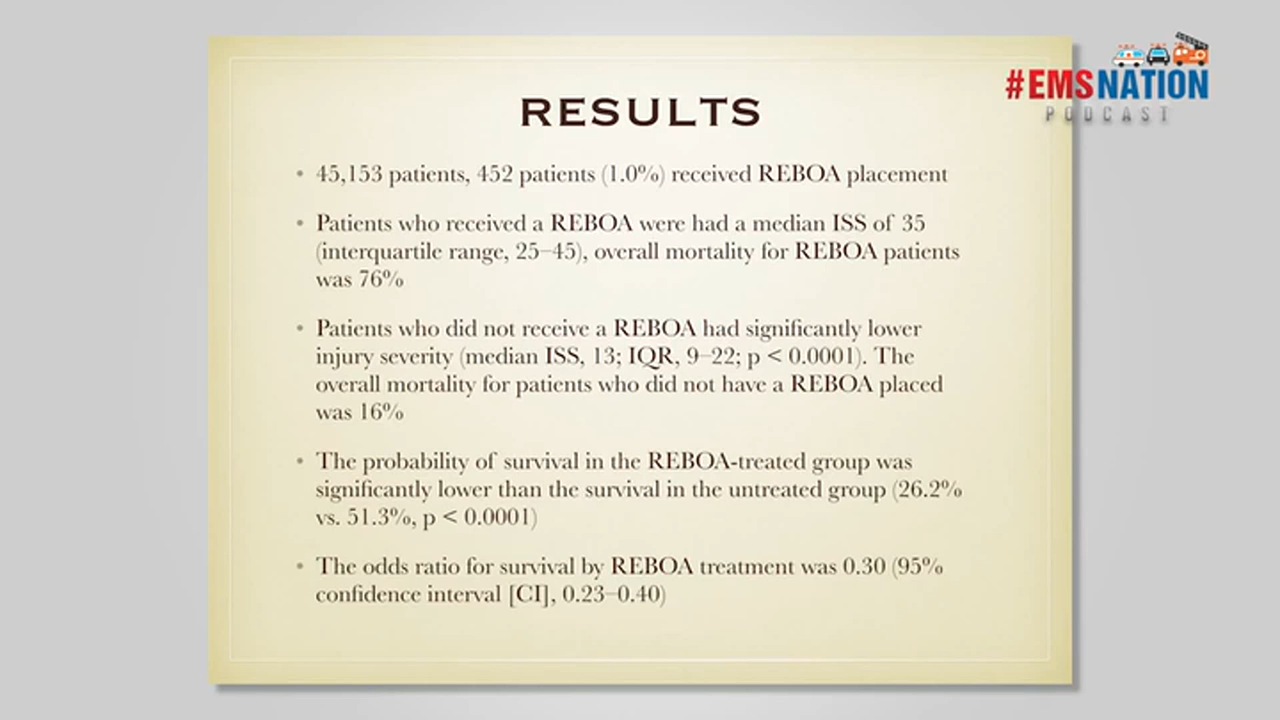 #EMSNATION
PODCAST
RESULTS
• 45,153 patients, 452 patients (1.0%) received REBOA placement
• Patients who received a REBOA were had a median ISS of 35
(interquartile range, 25–45), overall mortality for REBOA patients
was 76%
• Patients who did not receive a REBOA had significantly lower
injury severity (median ISS, 13; IQR, 9–22; p < 0.0001). The
overall mortality for patients who did not have a REBOA placed
was 16%
• The probability of survival in the REBOA-treated group was
significantly lower than the survival in the untreated group (26.2%
vs. 51.3%, p < 0.0001)
• The odds ratio for survival by REBOA treatment was 0.30 (95%
confidence interval [CI], 0.23–0.40)